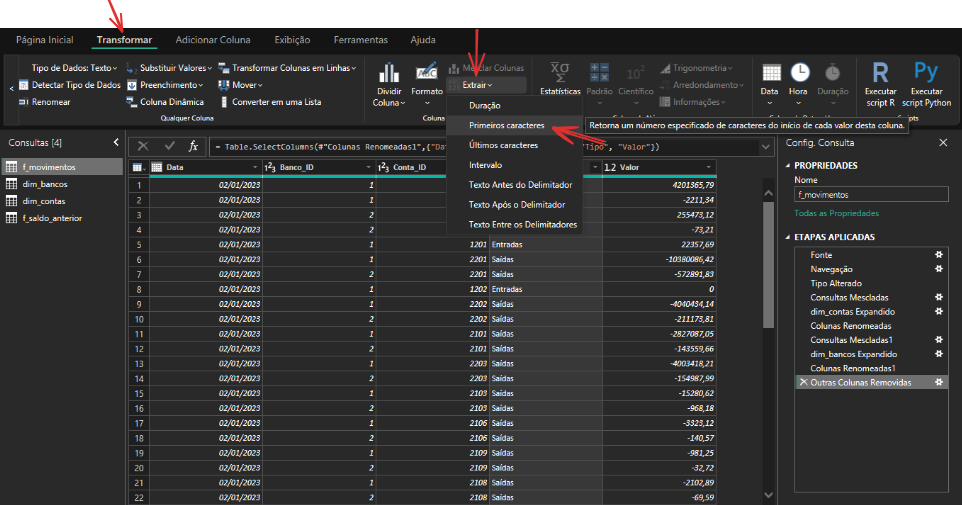 Página Inicial Transformar Adicionar Coluna Exibição Ferramentas Ajuda
Tipo de Dados: Texto Substituir Valores Transformar Colunas em Linhas Mesclar Colunas Trigonometria
Detectar Tipo de Dados Preenchimento Mover Extrair Arredondamento
Renomear Coluna Dinâmica Converter em uma Lista Informações
Dividir Coluna Formato Estatísticas Padrão Científico Data Hora Duração Executar script R Executar script Python
Qualquer Coluna Coluna
Duração
Primeiros caracteres
Retorna um número especificado de caracteres do início de cada valor desta coluna.
Últimos caracteres
Intervalo
Texto Antes do Delimitador
Texto Após o Delimitador
Texto Entre os Delimitadores
Consultas [4]
f_movimentos
dim_bancos
dim_contas
f_saldo_anterior
= Table.SelectColumns(#"Colunas Renomeadas1",{"Da "Tipo", "Valor"})
Data 1²3 Banco_ID 1²3 Conta_ID 1.2 Valor
1 02/01/2023 1 4201365,79
2 02/01/2023 1 -2211,34
3 02/01/2023 2 255473,12
4 02/01/2023 2 -73,21
5 02/01/2023 1 1201 Entradas 22357,69
6 02/01/2023 1 2201 Saídas -10380086,42
7 02/01/2023 2 2201 Saídas -572891,83
8 02/01/2023 1 1202 Entradas 0
9 02/01/2023 1 2202 Saídas -4040434,14
10 02/01/2023 2 2202 Saídas -211173,81
11 02/01/2023 1 2101 Saídas -2827087,05
12 02/01/2023 2 2101 Saídas -143559,66
13 02/01/2023 1 2203 Saídas -4003418,21
14 02/01/2023 2 2203 Saídas -154987,99
15 02/01/2023 1 2103 Saídas -15280,62
16 02/01/2023 2 2103 Saídas -968,18
17 02/01/2023 1 2106 Saídas -3323,12
18 02/01/2023 2 2106 Saídas -140,57
19 02/01/2023 1 2109 Saídas -981,25
20 02/01/2023 2 2109 Saídas -32,72
21 02/01/2023 1 2108 Saídas -2102,89
22 02/01/2023 2 2108 Saídas -69,59
Config. Consulta
PROPRIEDADES
Nome
f_movimentos
Todas as Propriedades
ETAPAS APLICADAS
Fonte
Navegação
Tipo Alterado
Consultas Mescladas
dim_contas Expandido
Colunas Renomeadas
Consultas Mescladas1
dim_bancos Expandido
Colunas Renomeadas1
Outras Colunas Removidas